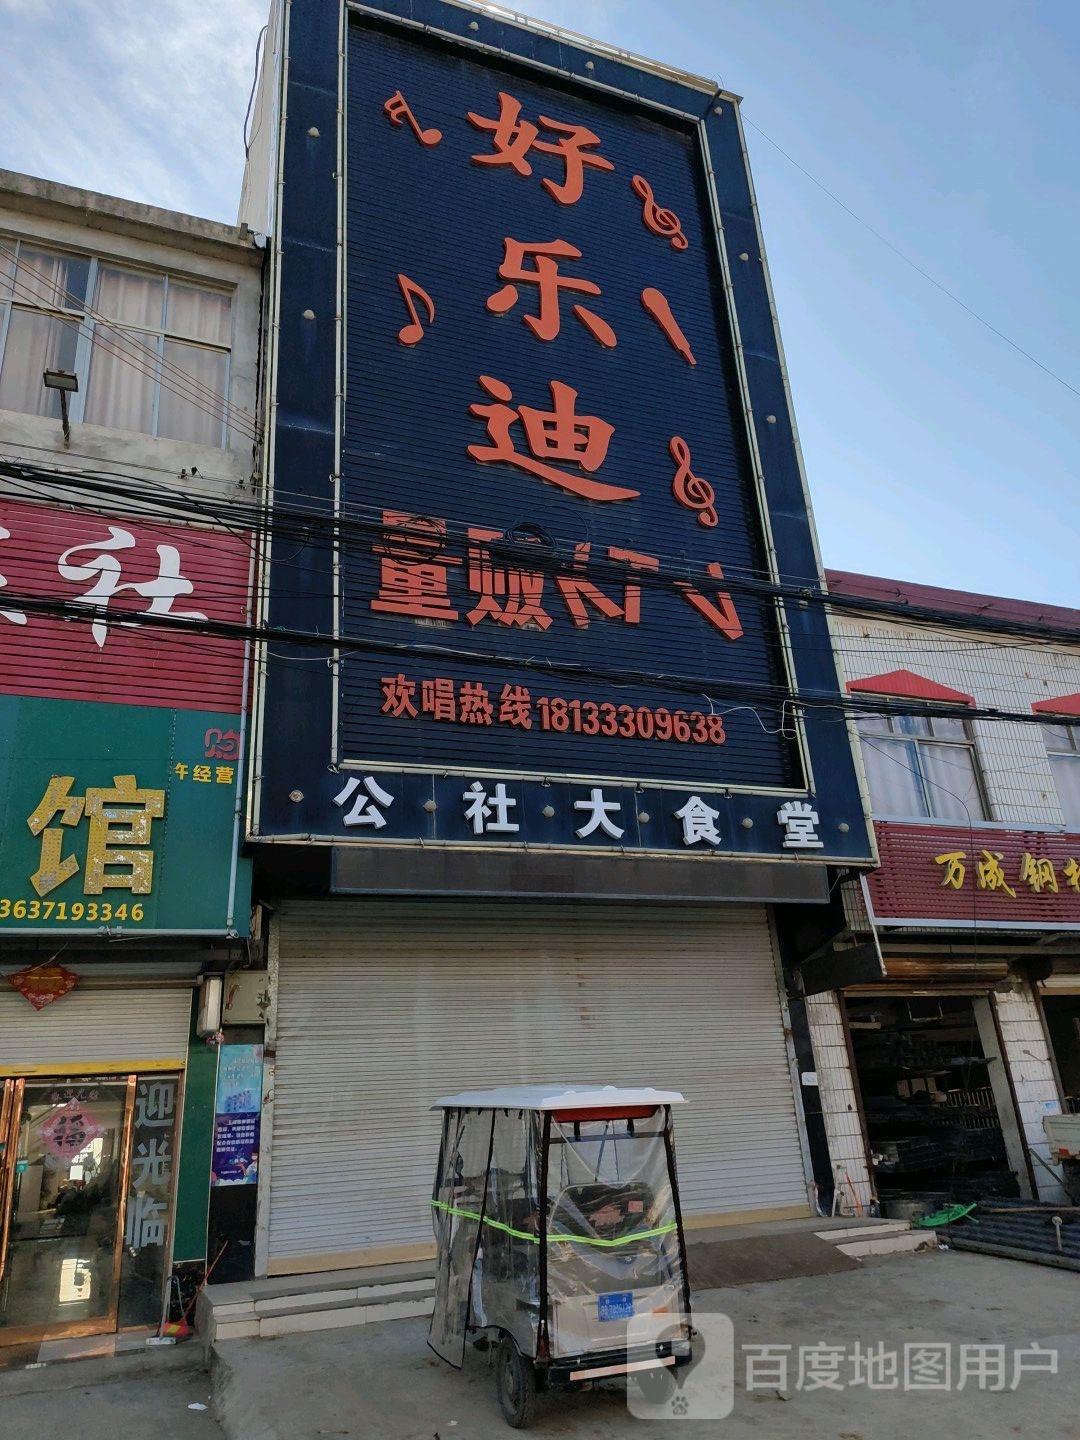 好乐迪
量贩KTV
欢唱热线18133309638
公社大食堂
社
购
许经营
馆
3637193346
迎光临
万成钢
百度地图用户